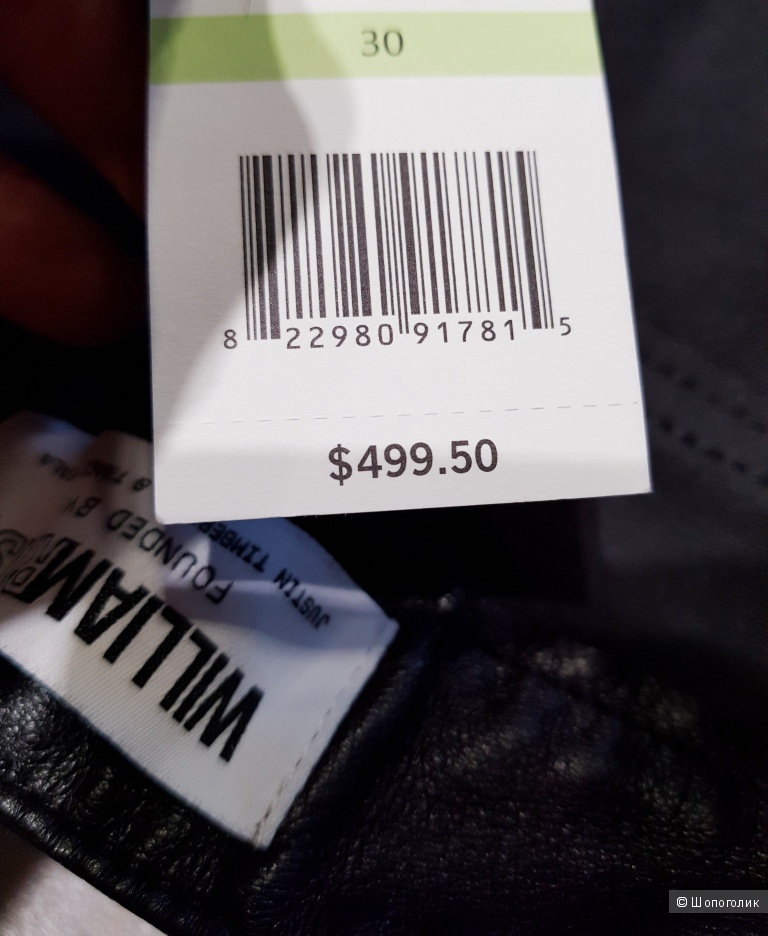 30
8 22980 91781 5
$499.50
WILLIAM
FOUNDED BY
JUSTIN TIMBER
© Шопоголик